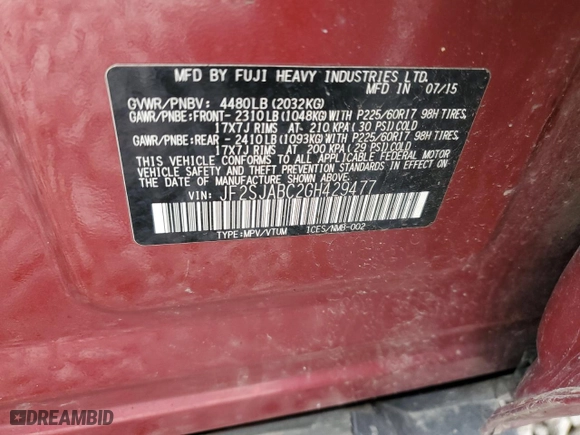 MFD BY FUJI HEAVY INDUSTRIES LTD.
MFD IN 07/15
GVWR/PNBV: 4480LB (2032KG)
GAWR/PNBE:FRONT- 2310LB (1048KG) WITH P225/60R17 98H TIRES,
17X7J RIMS AT 210 KPA (30 PSI) COLD
GAWR/PNBE:REAR - 2410LB (1093KG) WITH P225/60R17 98H TIRES,
17X7J RIMS AT 200 KPA (29 PSI) COLD
THIS VEHICLE CONFORMS TO ALL APPLICABLE FEDERAL MOTOR
VEHICLE SAFETY, BUMPER AND THEFT PREVENTION STANDARDS IN
EFFECT ON THE DATE OF MANUFACTURE SHOWN ABOVE.
VIN: JF2SJABC2GH429477
TYPE:MPV/VTUM ICES/NMB-002
DREAMBID